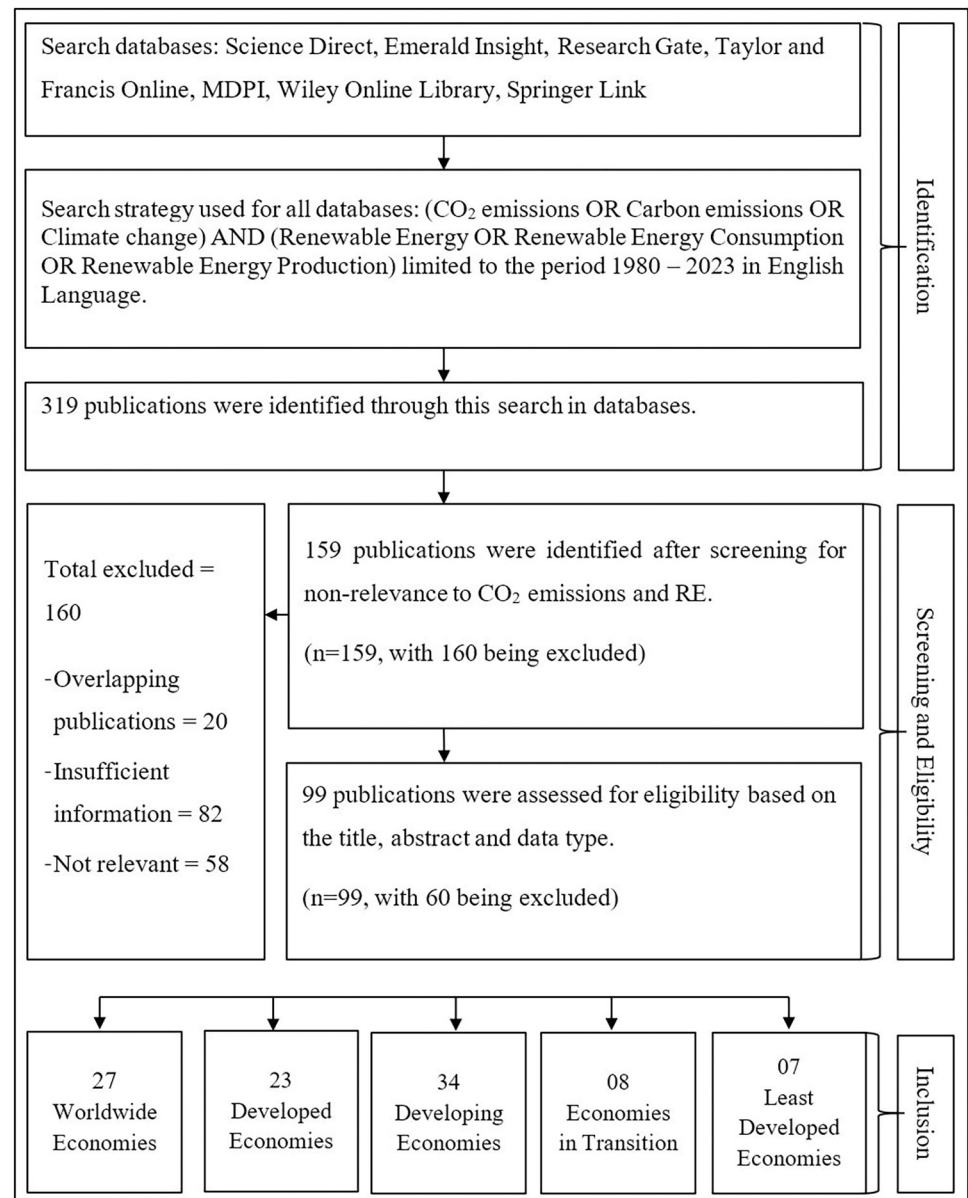 Search databases: Science Direct, Emerald Insight, Research Gate, Taylor and
Francis Online, MDPI, Wiley Online Library, Springer Link
Search strategy used for all databases: (CO₂ emissions OR Carbon emissions OR
Climate change) AND (Renewable Energy OR Renewable Energy Consumption
OR Renewable Energy Production) limited to the period 1980 – 2023 in English
Language.
319 publications were identified through this search in databases.
Identification
Total excluded =
160
-Overlapping
publications = 20
-Insufficient
information = 82
-Not relevant = 58
159 publications were identified after screening for
non-relevance to CO₂ emissions and RE.
(n=159, with 160 being excluded)
99 publications were assessed for eligibility based on
the title, abstract and data type.
(n=99, with 60 being excluded)
Screening and Eligibility
27
Worldwide
Economies
23
Developed
Economies
34
Developing
Economies
08
Economies
in Transition
07
Least
Developed
Economies
Inclusion